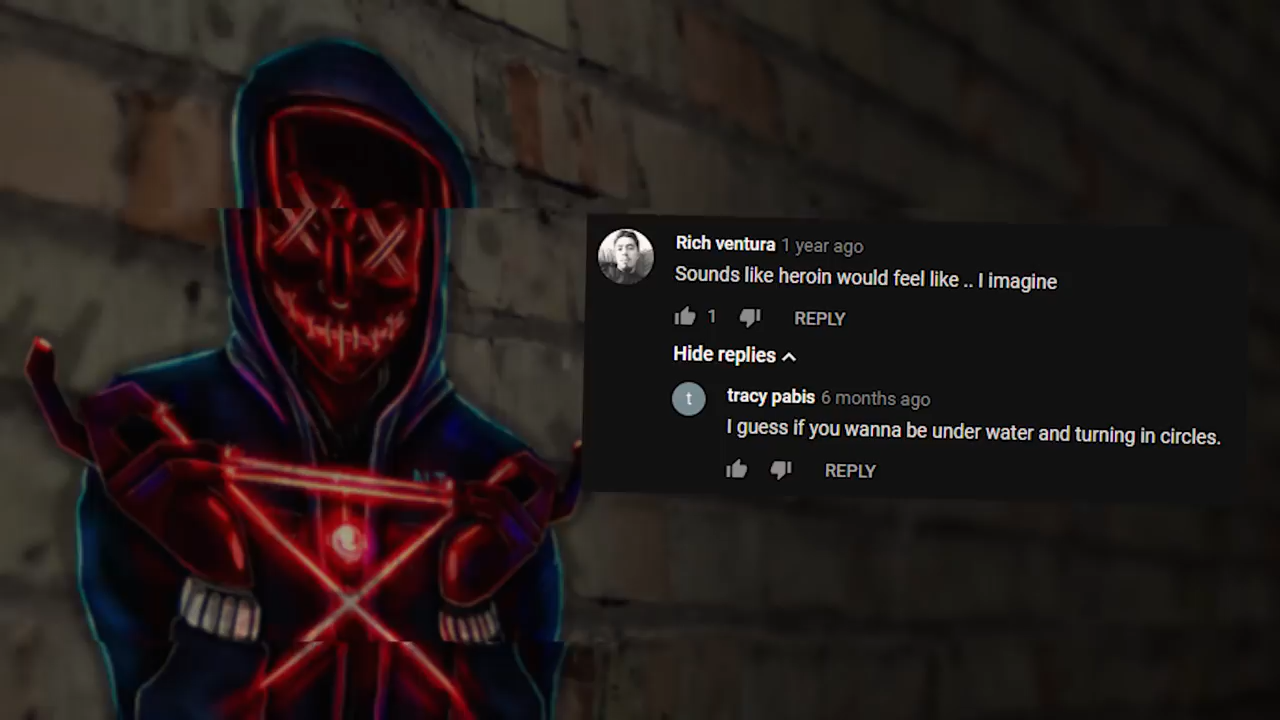 Rich ventura 1 year ago
Sounds like heroin would feel like .. I imagine
1 REPLY
Hide replies
t
tracy pabis 6 months ago
I guess if you wanna be under water and turning in circles.
REPLY